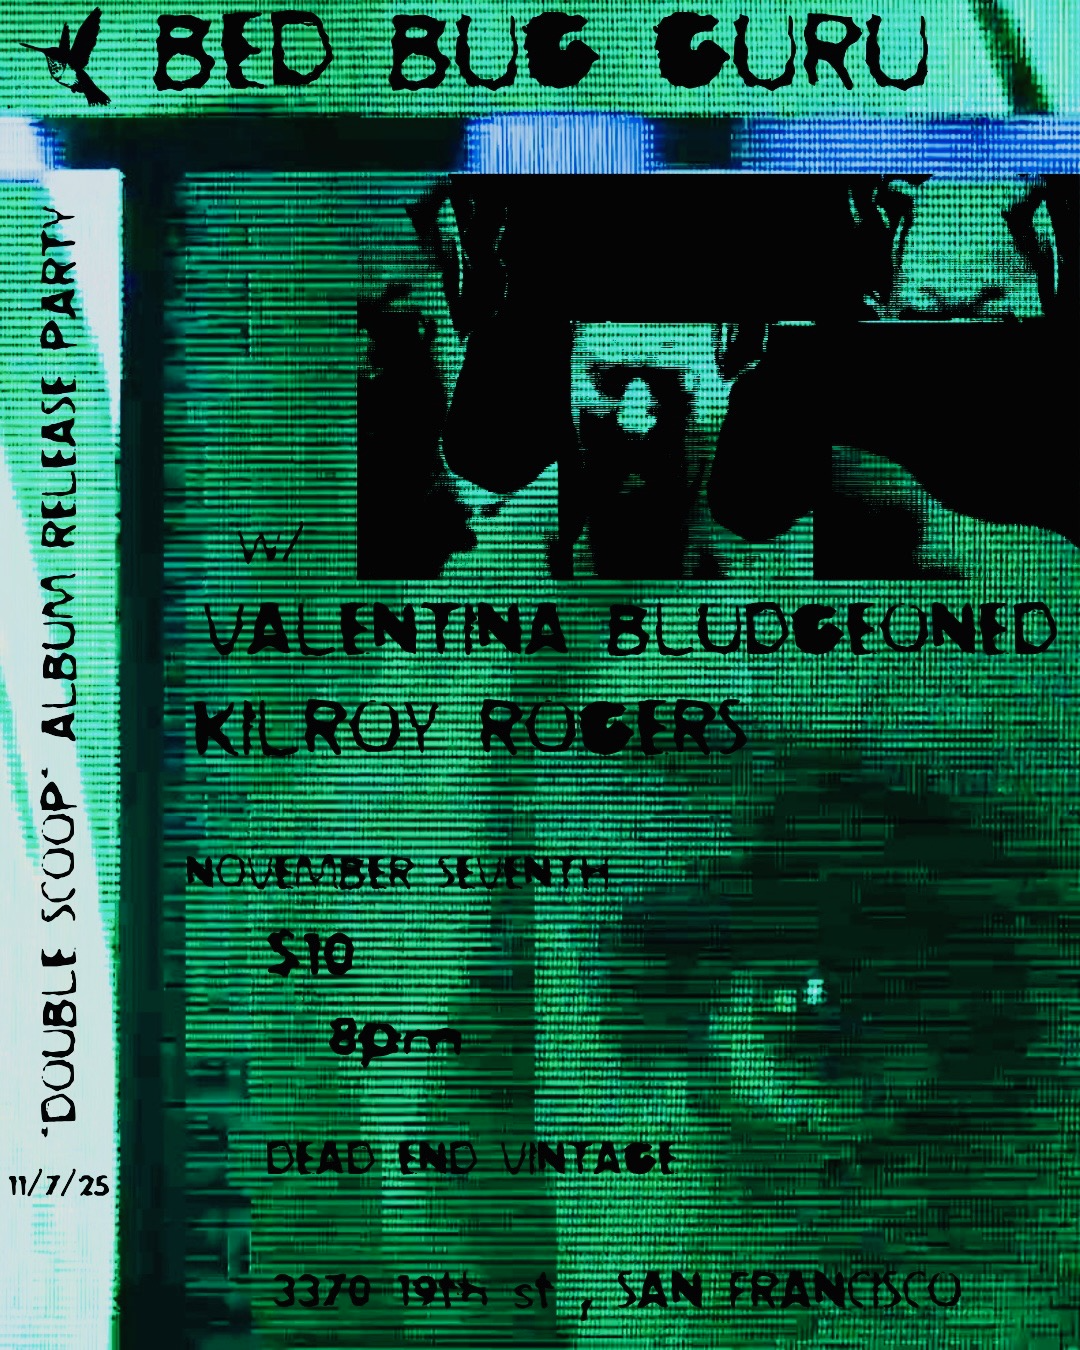 BED BUG GURU
"DOUBLE SCOOP" ALBUM RELEASE PARTY
11/7/25
W/
VALENTINA BLUDGEONED
KILROY ROGERS
NOVEMBER SEVENTH
$10
8pm
DEAD END VINTAGE
3370 19th st , SAN FRANCISCO